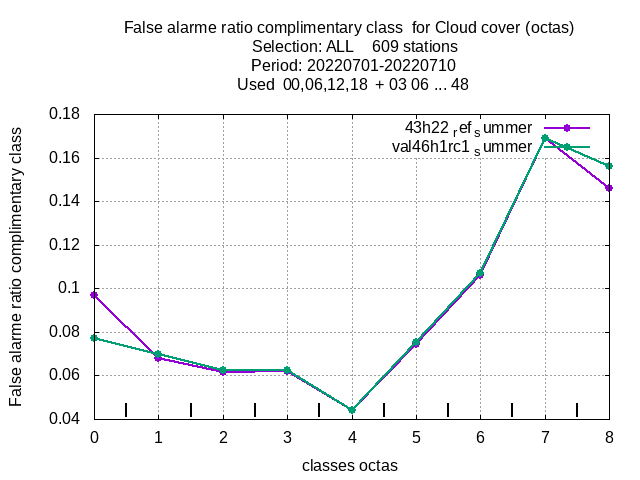 False alarme ratio complimentary class for Cloud cover (octas)
Selection: ALL 609 stations
Period: 20220701-20220710
Used 00,06,12,18 + 03 06 ... 48
False alarme ratio complimentary class
0.18
0.16
0.14
0.12
0.1
0.08
0.06
0.04
43h22ref_summer
val46h1rc1_summer
0 1 2 3 4 5 6 7 8
classes octas